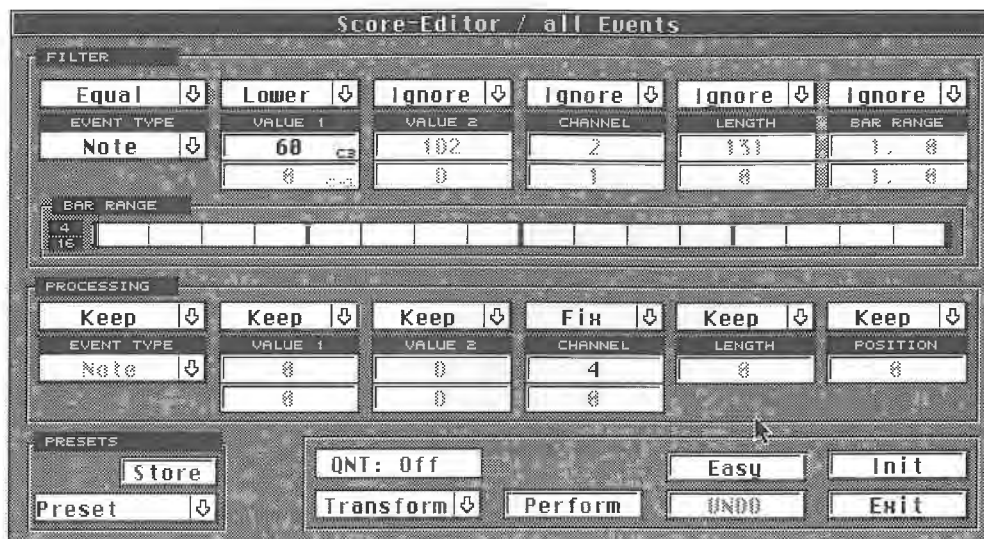 Score-Editor / all Events
FILTER
Equal Lower Ignore Ignore Ignore Ignore
EVENT TYPE VALUE 1 VALUE 2 CHANNEL LENGTH BAR RANGE
Note 60 C3 102 2 131 1. 0
0 C-2 0 1 0 1. 0
BAR RANGE
4
16
PROCESSING
Keep Keep Keep Fix Keep Keep
EVENT TYPE VALUE 1 VALUE 2 CHANNEL LENGTH POSITION
Note 0 0 4 0 0
0 0 0
PRESETS
Store QNT: Off Easy Init
Preset Transform Perform UNDO Exit